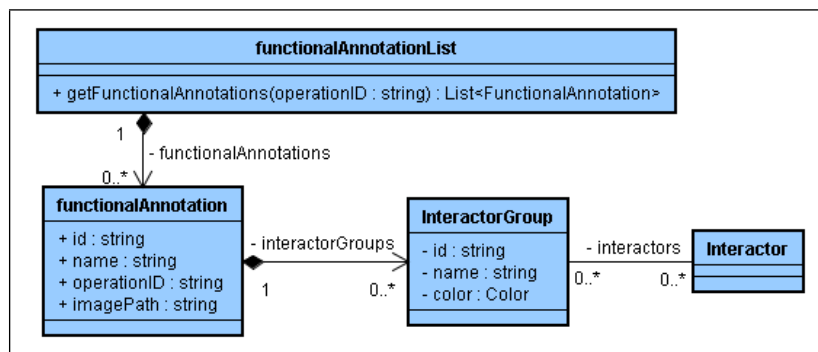 functionalAnnotationList
+ getFunctionalAnnotations(operationID : string) : List<FunctionalAnnotation>
1
- functionalAnnotations
0..*
functionalAnnotation
+ id : string
+ name : string
+ operationID : string
+ imagePath : string
- interactorGroups
1
0..*
InteractorGroup
- id : string
- name : string
- color : Color
- interactors
0..*
0..*
Interactor